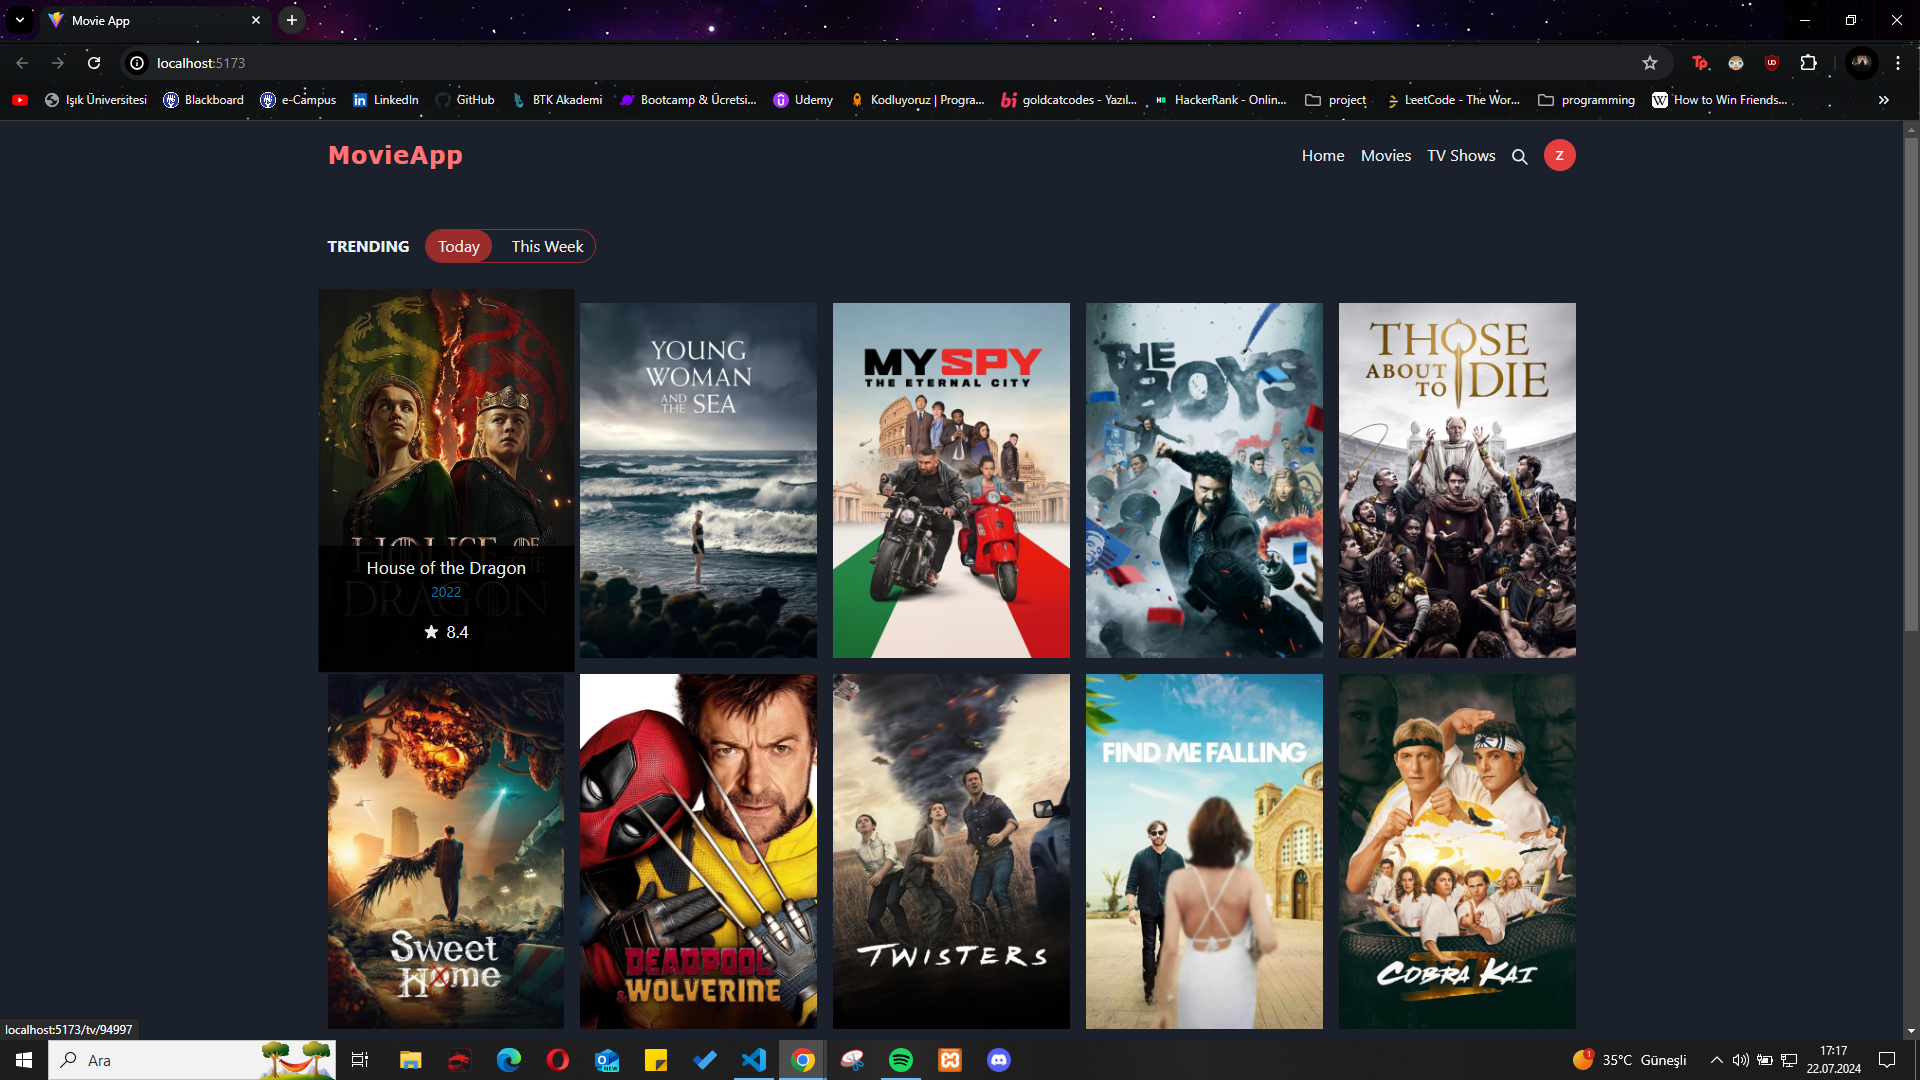 Movie App
localhost:5173
Işık Üniversitesi
Blackboard
e-Campus
LinkedIn
GitHub
BTK Akademi
Bootcamp & Ücretsi...
Udemy
Kodluyoruz | Progra...
goldcatcodes - Yazıl...
HackerRank - Onlin...
project
LeetCode - The Wor...
programming
How to Win Friends...
MovieApp
Home
Movies
TV Shows
Z
TRENDING
Today
This Week
HOUSE OF
THE
DRAGON
House of the Dragon
2022
8.4
YOUNG
WOMAN
AND
THE SEA
MY SPY
THE ETERNAL CITY
THE
BOYS
THOSE
ABOUT
TO DIE
Sweet
Home
DEADPOOL
& WOLVERINE
TWISTERS
FIND ME FALLING
COBRA KAI
localhost:5173/tv/94997
Ara
NEW
1
35°C Güneşli
17:17
22.07.2024